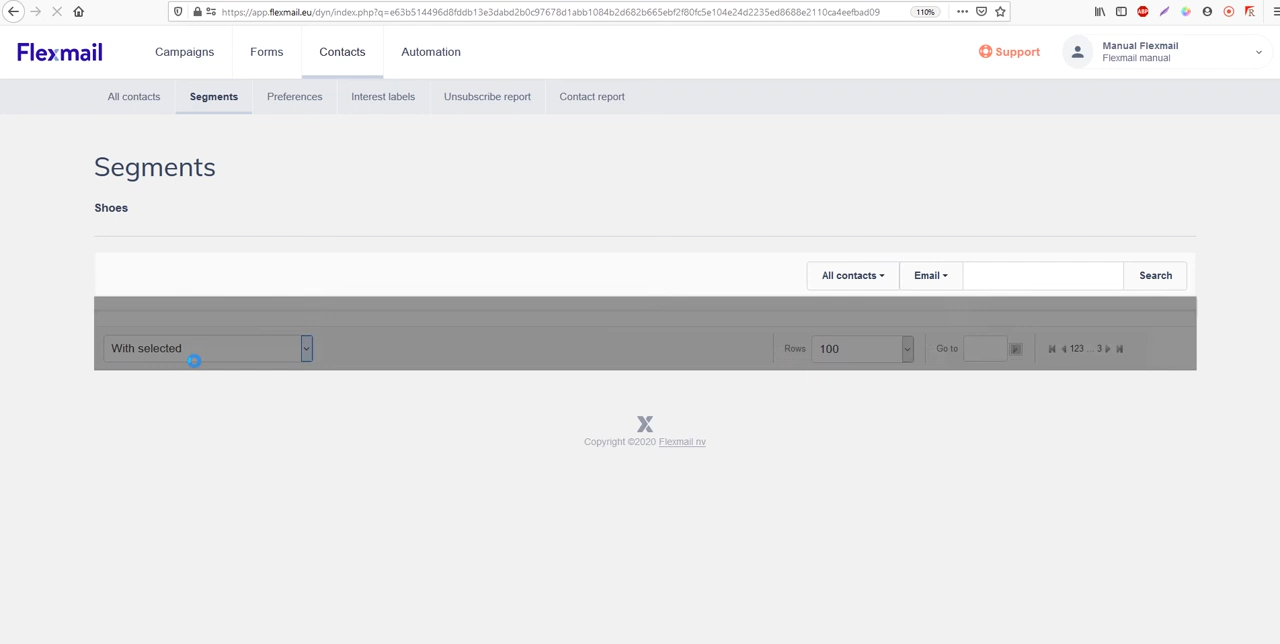 https://app.flexmail.eu/dyn/index.php?q=e63b514496d8fddb13e3dabd2b0c97678d1abb1084b2d682b665ebf2f80fc5e104e24d2235ed8688e2110ca4eefbad09
110%
ABP
Flexmail
Campaigns
Forms
Contacts
Automation
Support
Manual Flexmail
Flexmail manual
All contacts
Segments
Preferences
Interest labels
Unsubscribe report
Contact report
Segments
Shoes
All contacts
Email
Search
With selected
Rows
100
Go to
123 ... 3
Copyright ©2020 Flexmail nv